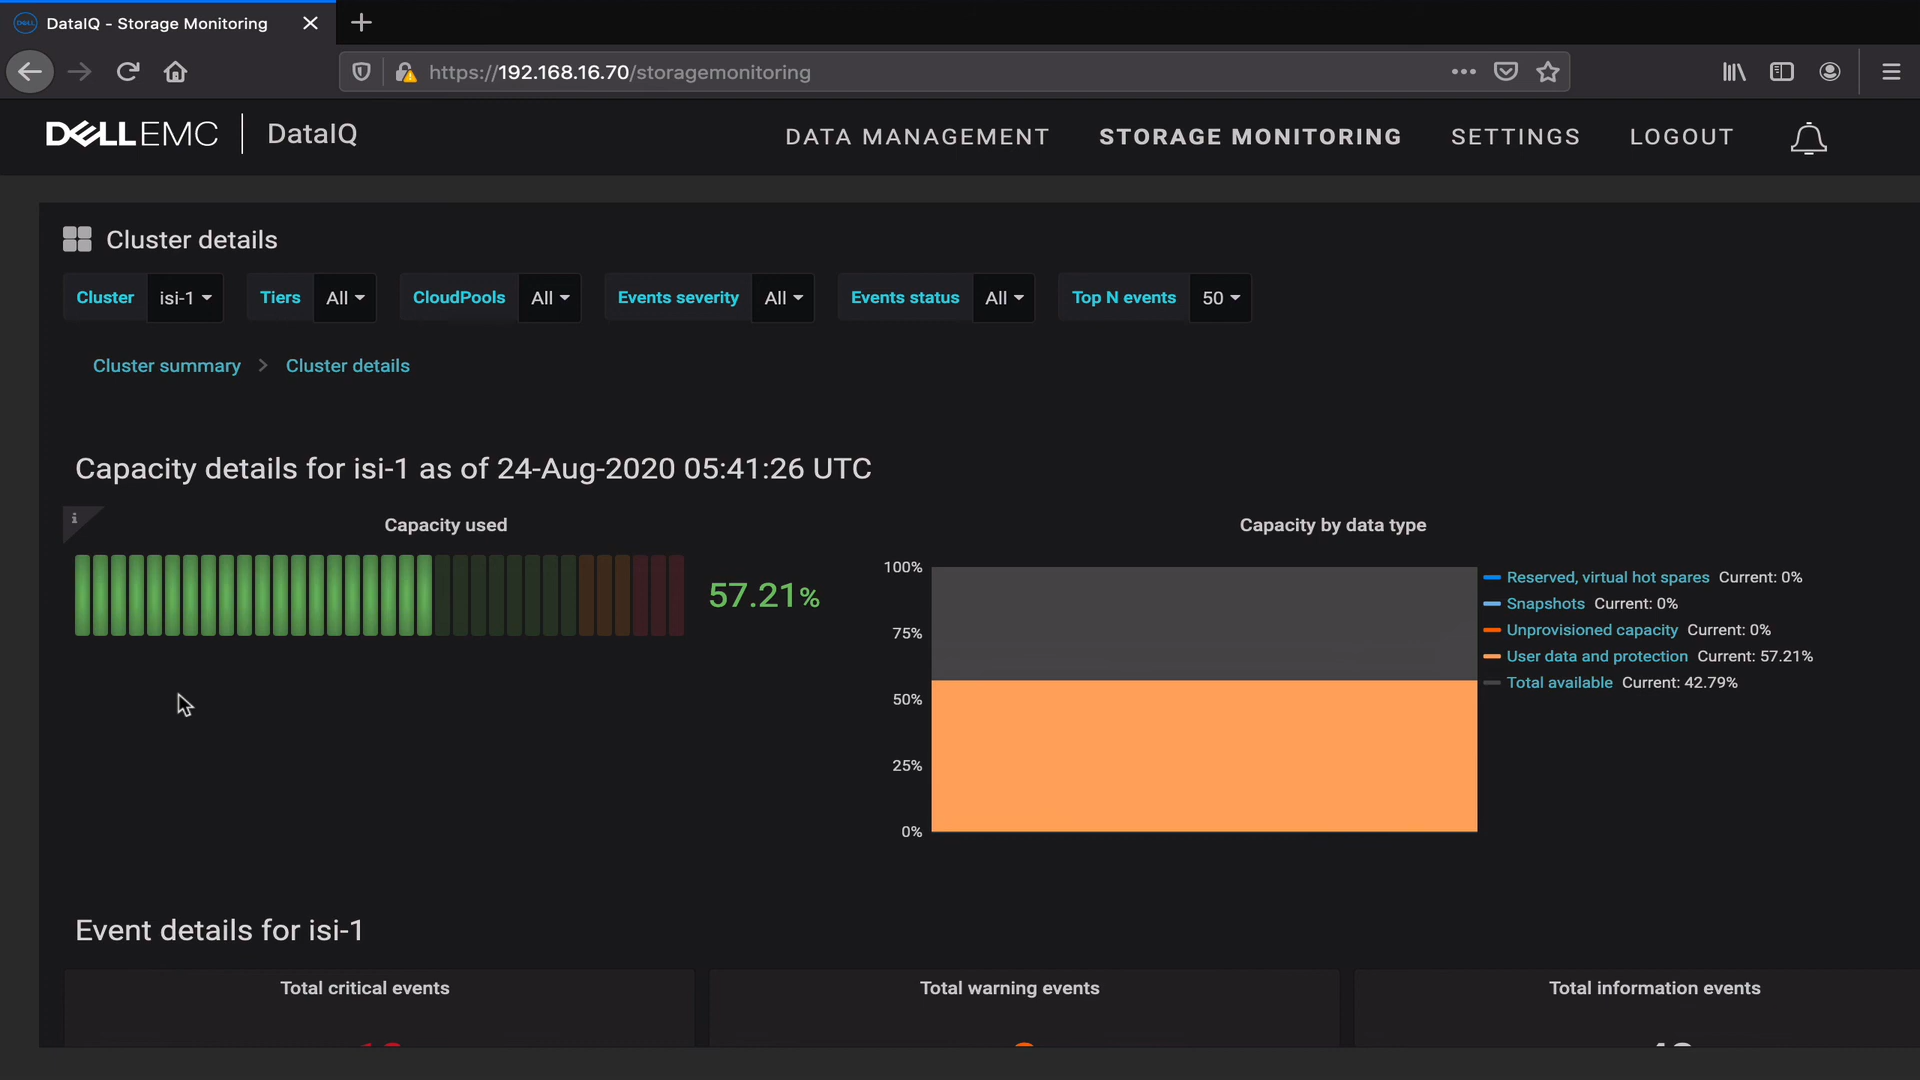 DataIQ - Storage Monitoring
https://192.168.16.70/storagemonitoring
DELLEMC | DataIQ
DATA MANAGEMENT
STORAGE MONITORING
SETTINGS
LOGOUT
Cluster details
Cluster isi-1
Tiers All
CloudPools All
Events severity All
Events status All
Top N events 50
Cluster summary > Cluster details
Capacity details for isi-1 as of 24-Aug-2020 05:41:26 UTC
i
Capacity used
57.21%
Capacity by data type
100%
75%
50%
25%
0%
Reserved, virtual hot spares Current: 0%
Snapshots Current: 0%
Unprovisioned capacity Current: 0%
User data and protection Current: 57.21%
Total available Current: 42.79%
Event details for isi-1
Total critical events
Total warning events
Total information events